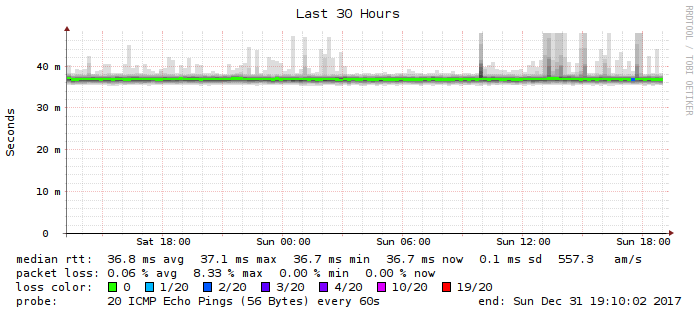 Last 30 Hours
RRDTOOL / TOBI OETIKER
Seconds
40 m
30 m
20 m
10 m
0
Sat 18:00 Sun 00:00 Sun 06:00 Sun 12:00 Sun 18:00
median rtt: 36.8 ms avg 37.1 ms max 36.7 ms min 36.7 ms now 0.1 ms sd 557.3 am/s
packet loss: 0.06 % avg 8.33 % max 0.00 % min 0.00 % now
loss color: 0 1/20 2/20 3/20 4/20 10/20 19/20
probe: 20 ICMP Echo Pings (56 Bytes) every 60s end: Sun Dec 31 19:10:02 2017